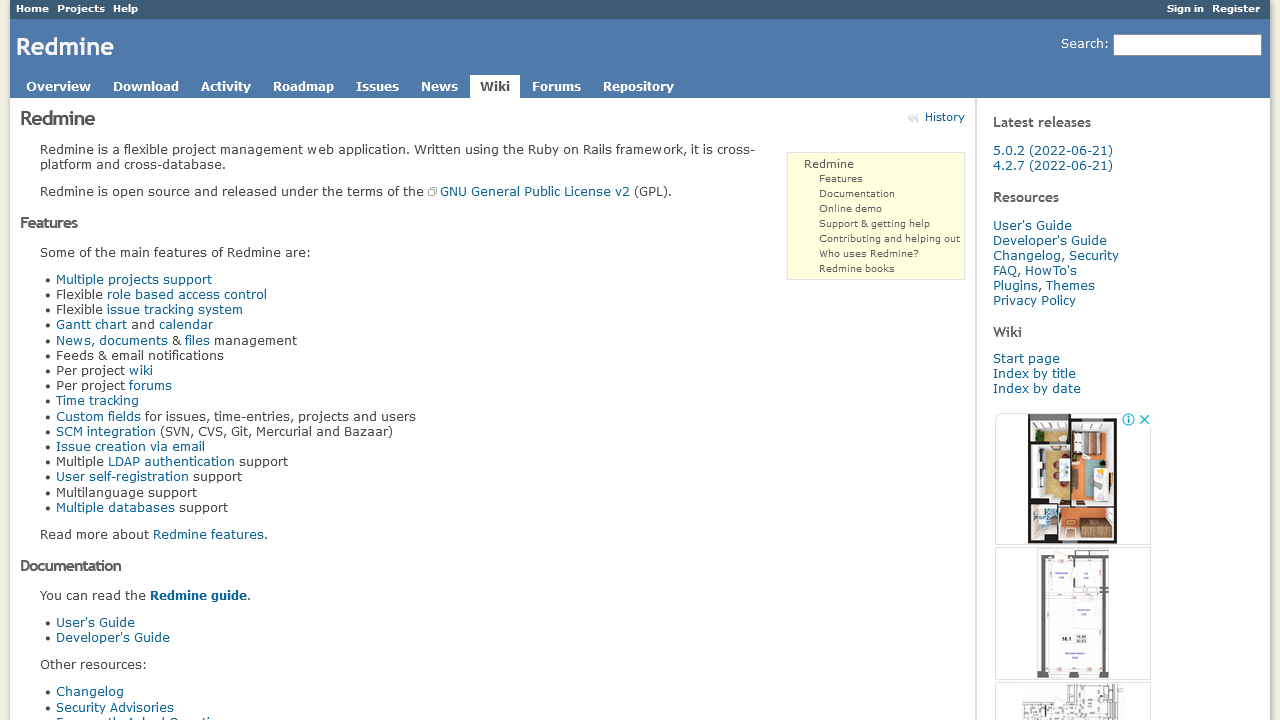 Home Projects Help
Sign in Register
Redmine
Search:
Overview Download Activity Roadmap Issues News Wiki Forums Repository
History
Redmine
Redmine is a flexible project management web application. Written using the Ruby on Rails framework, it is cross-
platform and cross-database.
Redmine is open source and released under the terms of the GNU General Public License v2 (GPL).
Redmine
Features
Documentation
Online demo
Support & getting help
Contributing and helping out
Who uses Redmine?
Redmine books
Features
Some of the main features of Redmine are:
Multiple projects support
Flexible role based access control
Flexible issue tracking system
Gantt chart and calendar
News, documents & files management
Feeds & email notifications
Per project wiki
Per project forums
Time tracking
Custom fields for issues, time-entries, projects and users
SCM integration (SVN, CVS, Git, Mercurial and Bazaar)
Issue creation via email
Multiple LDAP authentication support
User self-registration support
Multilanguage support
Multiple databases support
Read more about Redmine features.
Documentation
You can read the Redmine guide.
User's Guide
Developer's Guide
Other resources:
Changelog
Security Advisories
Latest releases
5.0.2 (2022-06-21)
4.2.7 (2022-06-21)
Resources
User's Guide
Developer's Guide
Changelog, Security
FAQ, HowTo's
Plugins, Themes
Privacy Policy
Wiki
Start page
Index by title
Index by date
16.1